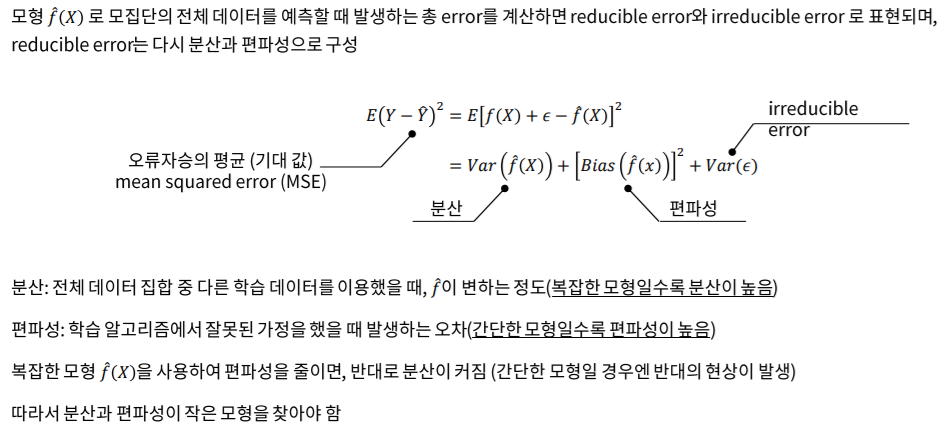 모형 f̂(X) 로 모집단의 전체 데이터를 예측할 때 발생하는 총 error를 계산하면 reducible error와 irreducible error 로 표현되며,
reducible error는 다시 분산과 편파성으로 구성
E(Y − Ŷ)² = E[f(X) + ϵ − f̂(X)]²
irreducible
error
오류자승의 평균 (기대 값)
mean squared error (MSE)
= Var(f̂(X)) + [Bias(f̂(x))]² + Var(ϵ)
분산
편파성
분산: 전체 데이터 집합 중 다른 학습 데이터를 이용했을 때, f̂이 변하는 정도(복잡한 모형일수록 분산이 높음)
편파성: 학습 알고리즘에서 잘못된 가정을 했을 때 발생하는 오차(간단한 모형일수록 편파성이 높음)
복잡한 모형 f̂(X)을 사용하여 편파성을 줄이면, 반대로 분산이 커짐 (간단한 모형일 경우엔 반대의 현상이 발생)
따라서 분산과 편파성이 작은 모형을 찾아야 함